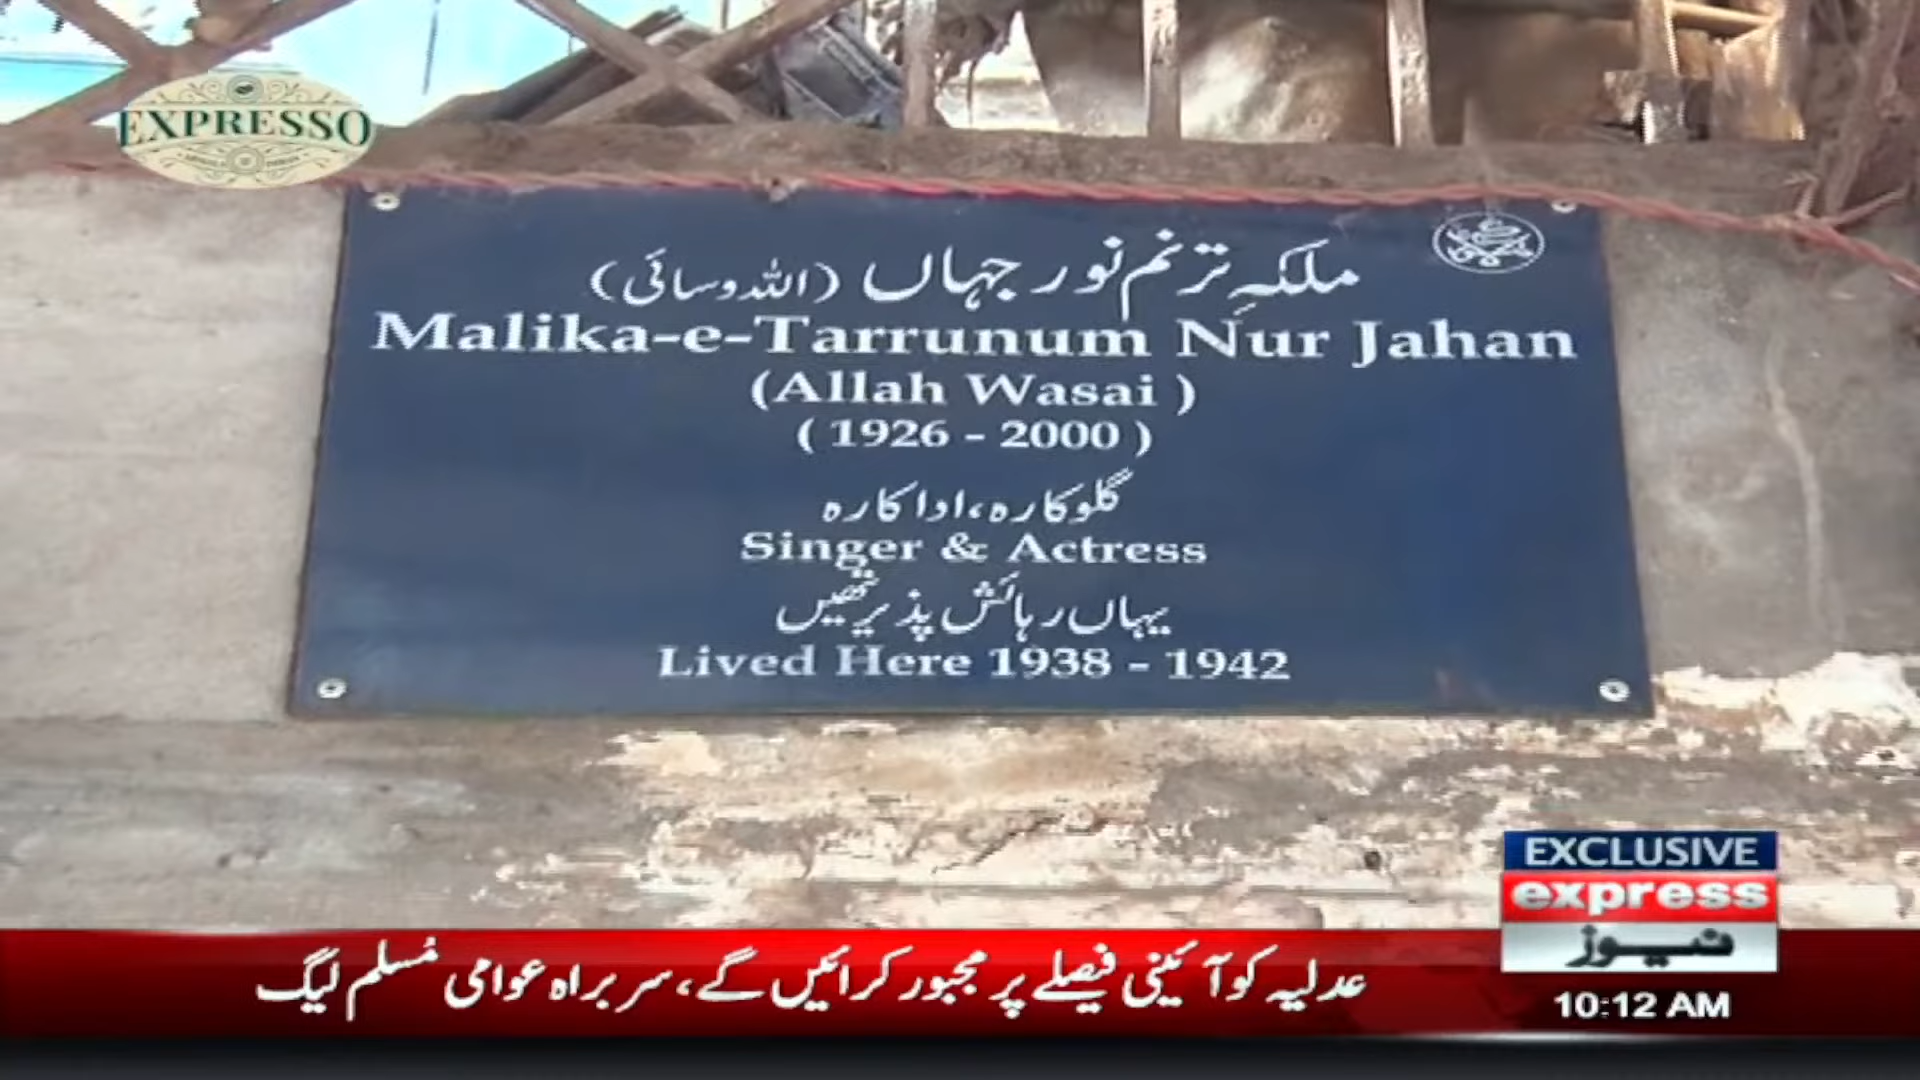 EXPRESSO
ملکہِ ترنم نور جہاں (اللہ وسائی)
Malika-e-Tarrunum Nur Jahan
(Allah Wasai )
( 1926 - 2000 )
گلوکارہ، اداکارہ
Singer & Actress
یہاں رہائش پذیر تھیں
Lived Here 1938 - 1942
EXCLUSIVE
express
نیوز
عدلیہ کو آئینی فیصلے پر مجبور کرائیں گے، سربراہ عوامی مُسلم لیگ
10:12 AM